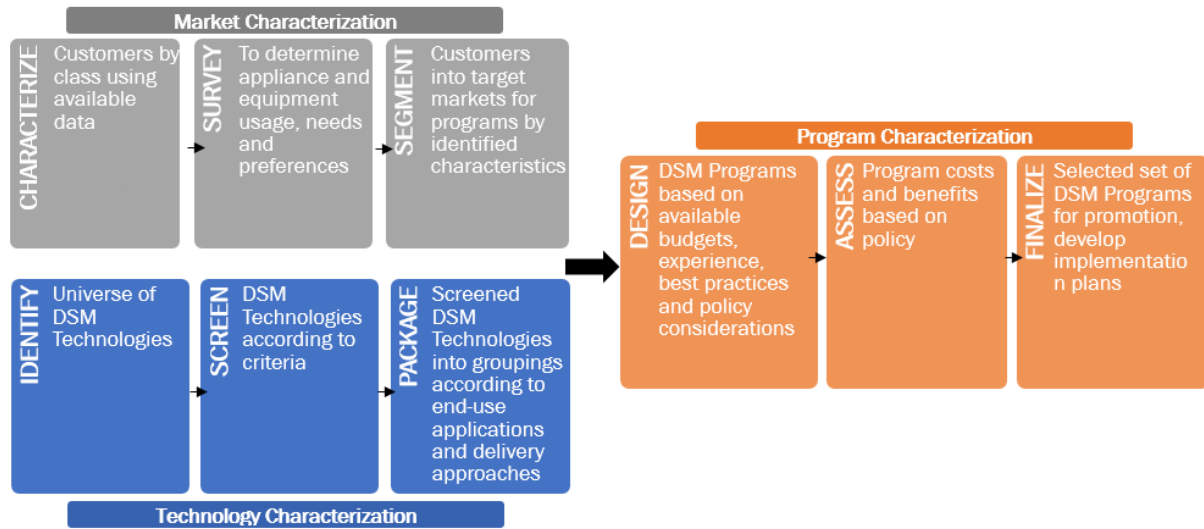 Market Characterization
CHARACTERIZE
Customers by
class using
available
data
SURVEY
To determine
appliance and
equipment
usage, needs
and
preferences
SEGMENT
Customers
into target
markets for
programs by
identified
characteristics
IDENTIFY
Universe of
DSM
Technologies
SCREEN
DSM
Technologies
according to
criteria
PACKAGE
Screened
DSM
Technologies
into groupings
according to
end-use
applications
and delivery
approaches
Technology Characterization
Program Characterization
DESIGN
DSM Programs
based on
available
budgets,
experience,
best practices
and policy
considerations
ASSESS
Program costs
and benefits
based on
policy
FINALIZE
Selected set of
DSM Programs
for promotion,
develop
implementatio
n plans